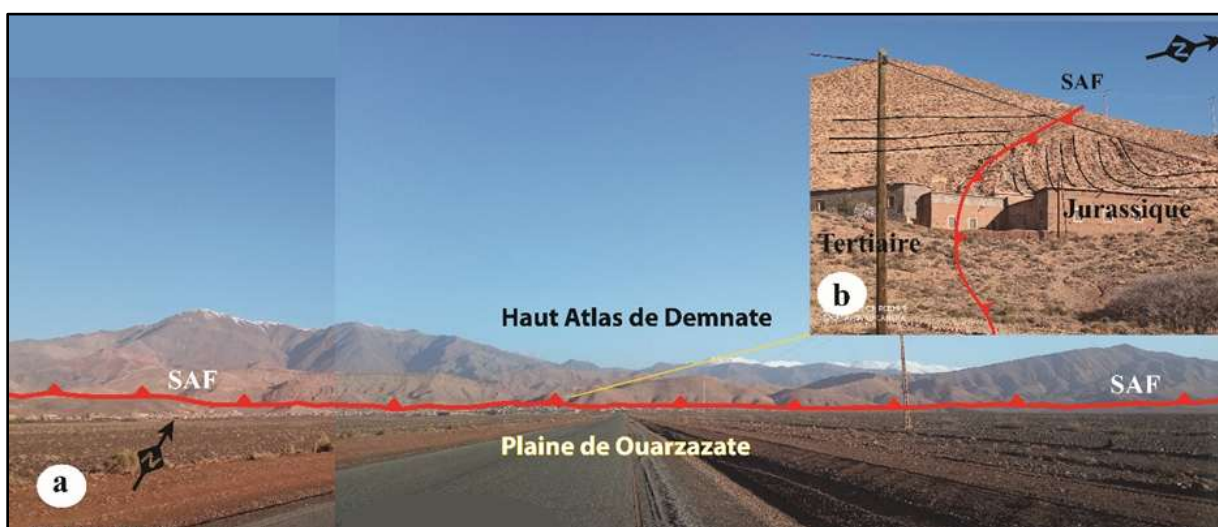 SAF
Jurassique
Tertiaire
b
Haut Atlas de Demnate
SAF
SAF
Plaine de Ouarzazate
a
N
N